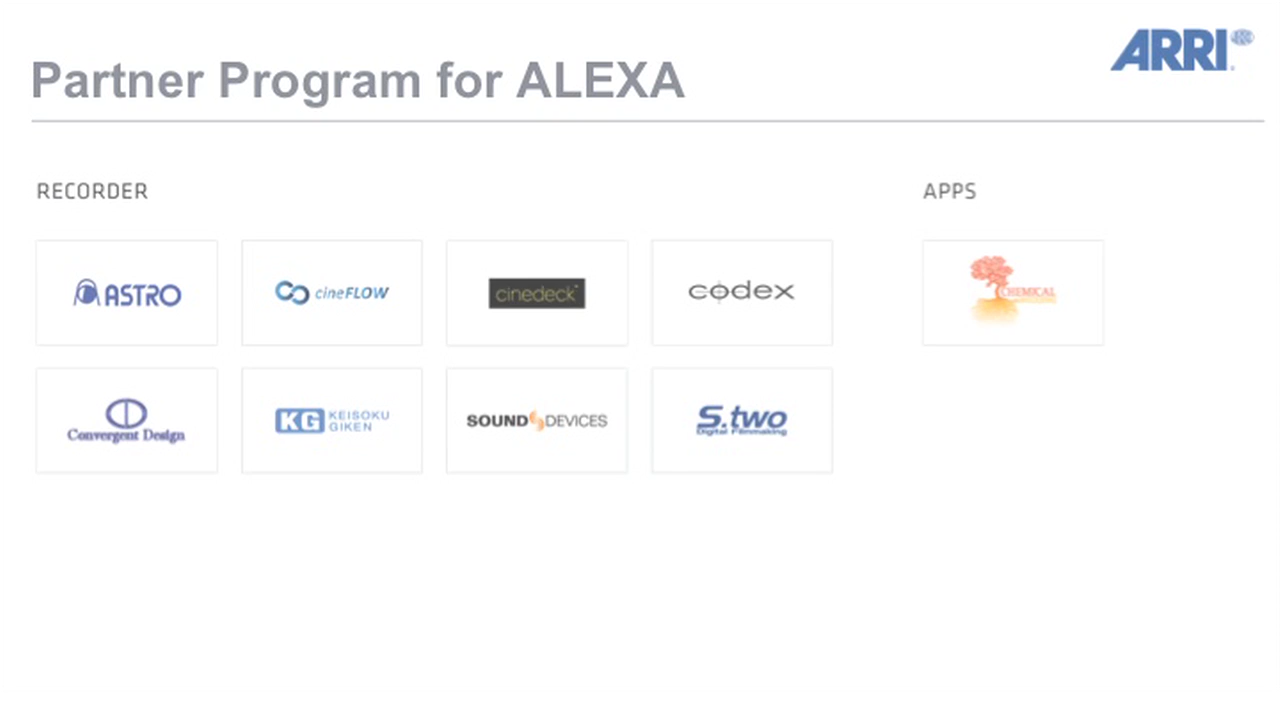 ARRI
Partner Program for ALEXA
RECORDER
APPS
ASTRO
cineFLOW
cinedeck
codex
CHEMICAL
Convergent Design
KG KEISOKU
GIKEN
SOUND DEVICES
S.two
Digital Filmmaking